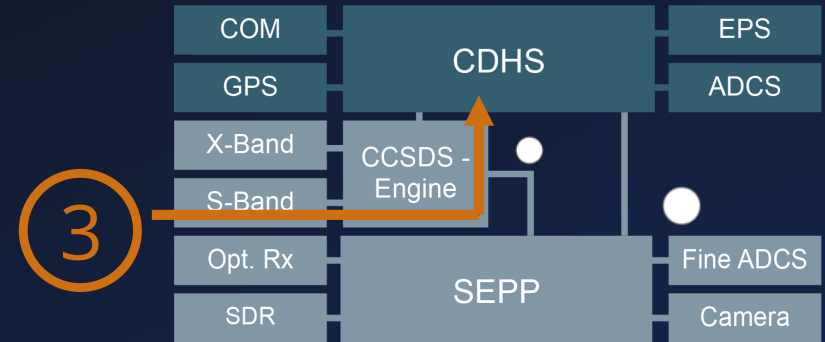 COM
CDHS
EPS
GPS
ADCS
X-Band
CCSDS -
Engine
S-Band
3
Opt. Rx
SEPP
Fine ADCS
SDR
Camera